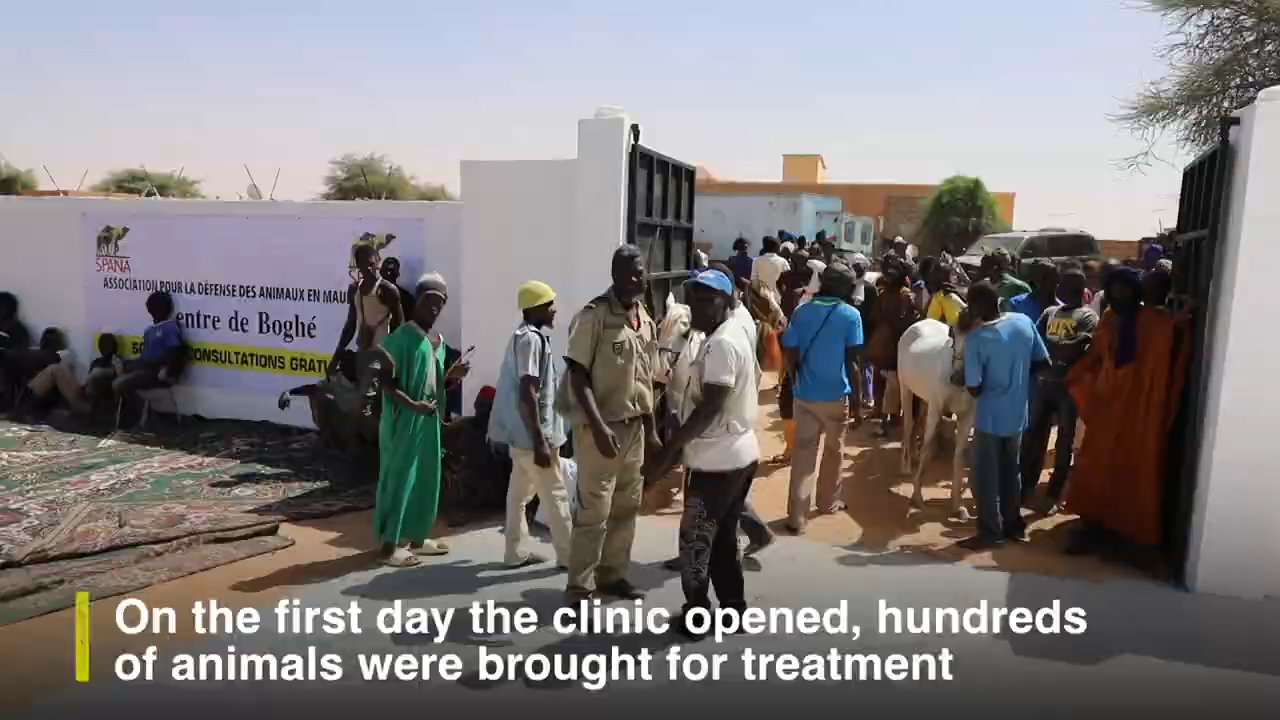 SPANA
ASSOCIATION POUR LA DÉFENSE DES ANIMAUX EN MAU
entre de Boghé
CONSULTATIONS GRATU
On the first day the clinic opened, hundreds
of animals were brought for treatment